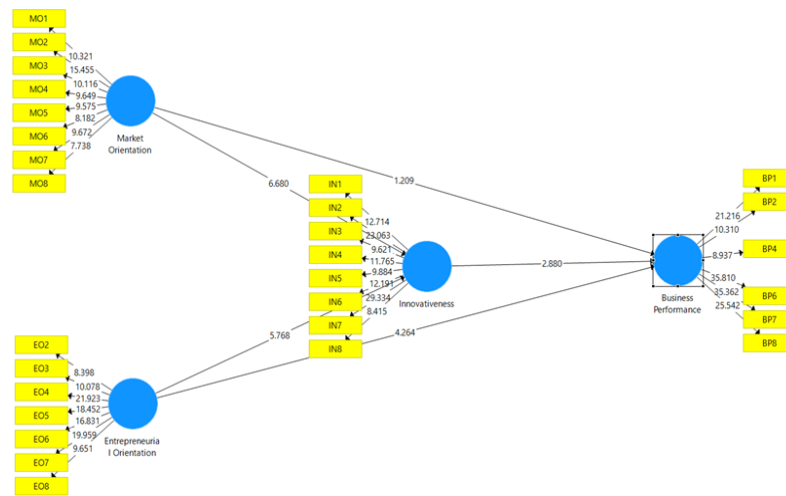 MO1
MO2
MO3
MO4
MO5
MO6
MO7
MO8
10.321
15.455
10.116
9.649
9.575
8.182
9.672
7.738
Market
Orientation
6.680
1.209
IN1
IN2
IN3
IN4
IN5
IN6
IN7
IN8
12.714
23.063
9.621
11.765
9.884
12.191
29.334
8.415
Innovativeness
2.880
5.768
4.264
EO2
EO3
EO4
EO5
EO6
EO7
EO8
8.398
10.078
21.923
18.452
16.831
19.959
9.651
Entrepreneuria
l Orientation
Business
Performance
21.216
10.310
8.937
35.810
35.362
25.542
BP1
BP2
BP4
BP6
BP7
BP8